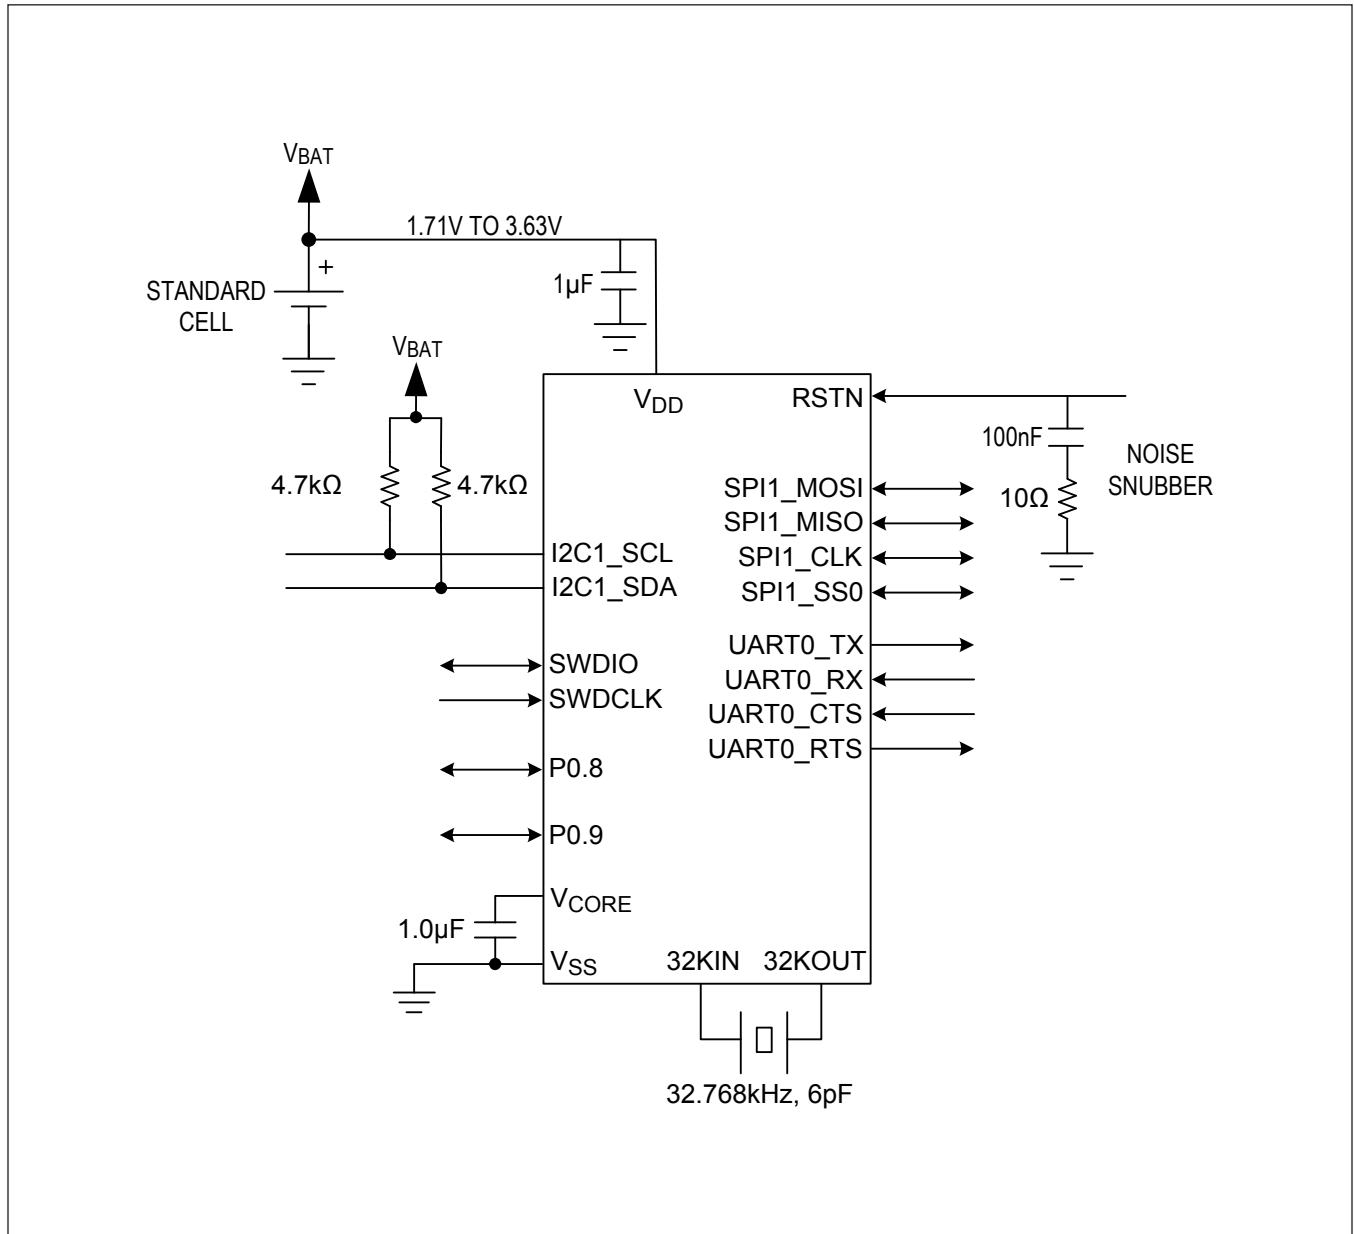 VBAT
1.71V TO 3.63V
+
STANDARD
CELL
1µF
VBAT
4.7kΩ
4.7kΩ
VDD
RSTN
100nF
10Ω
NOISE
SNUBBER
I2C1_SCL
I2C1_SDA
SWDIO
SWDCLK
P0.8
P0.9
VCORE
1.0µF
VSS
SPI1_MOSI
SPI1_MISO
SPI1_CLK
SPI1_SS0
UART0_TX
UART0_RX
UART0_CTS
UART0_RTS
32KIN
32KOUT
32.768kHz, 6pF